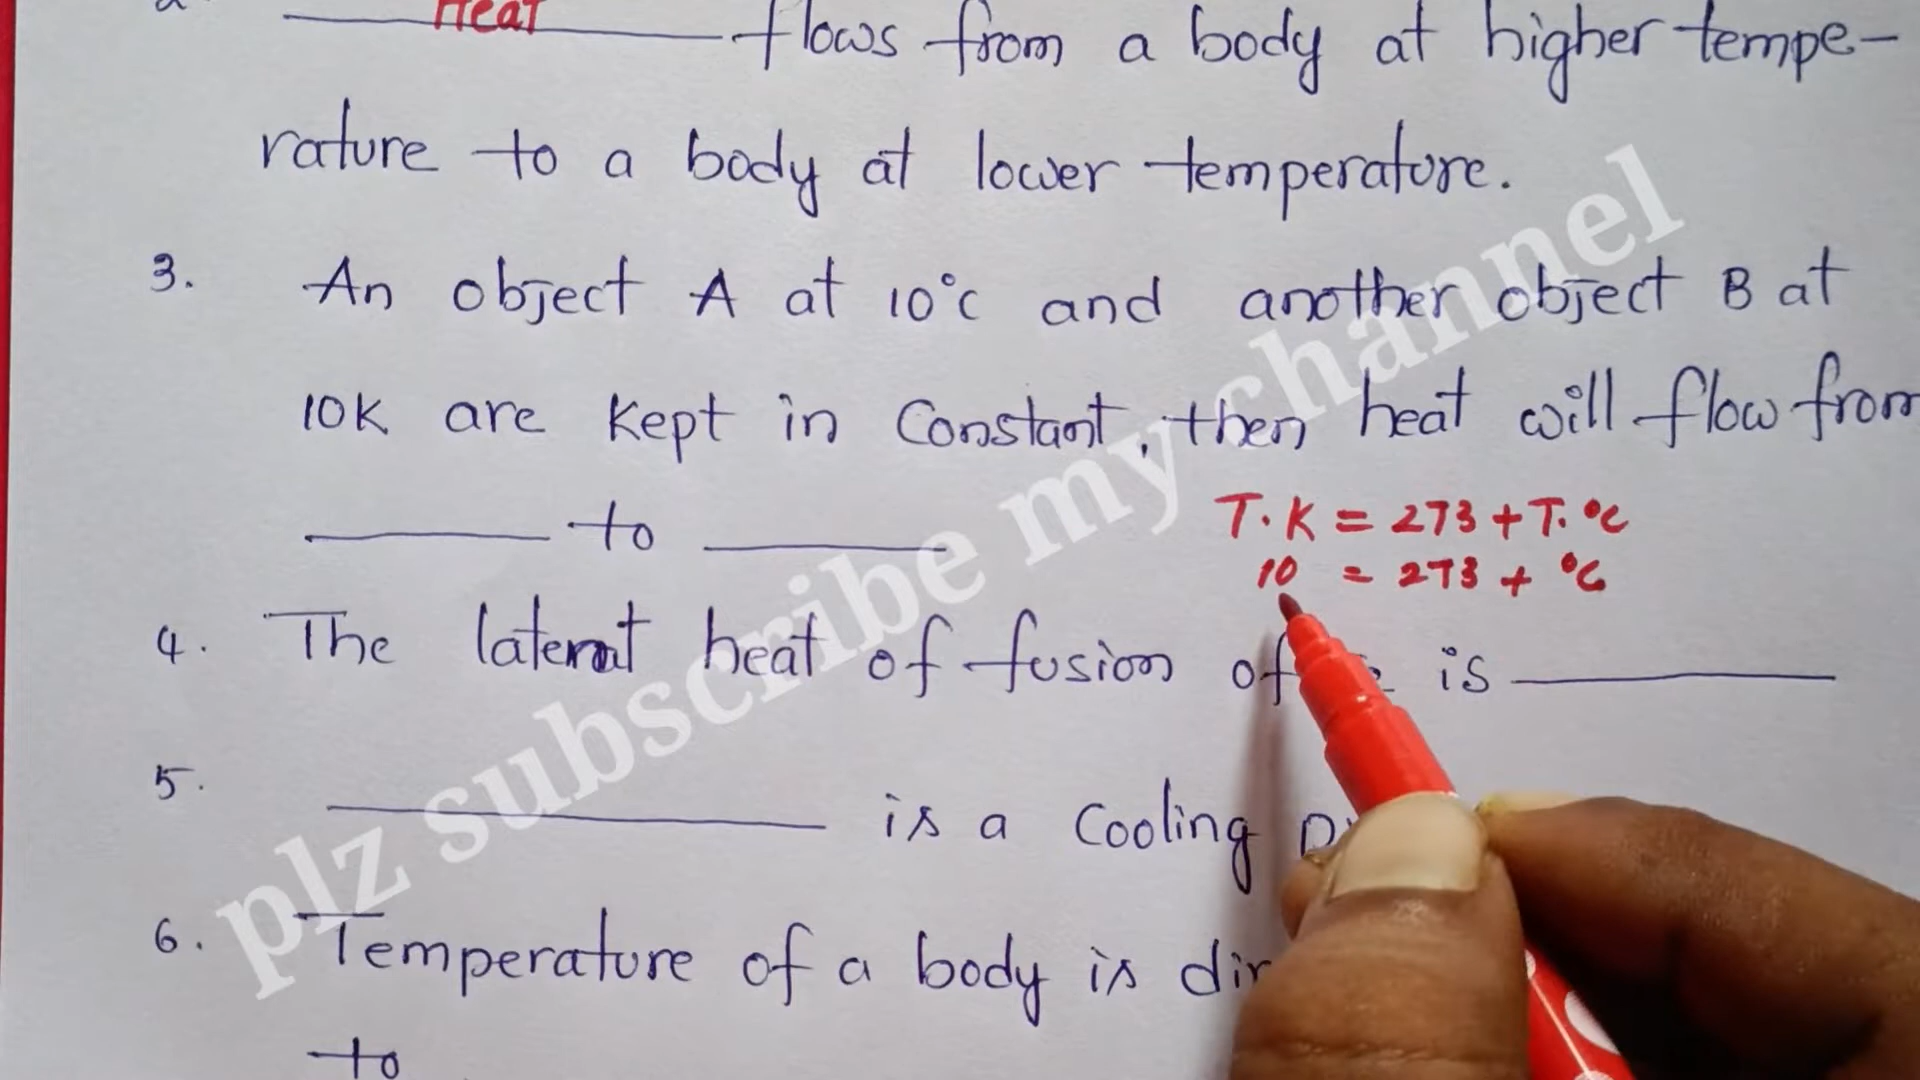 Heat flows from a body at higher tempe-
rature to a body at lower temperature.
3. An object A at 10°C and another object B at
10K are kept in Constant, then heat will flow from
to
T.K = 273 + T.°C
10 = 273 + °C
4. The latent heat of fusion of is
5. is a Cooling
6. Temperature of a body is
to
plz subscribe my channel